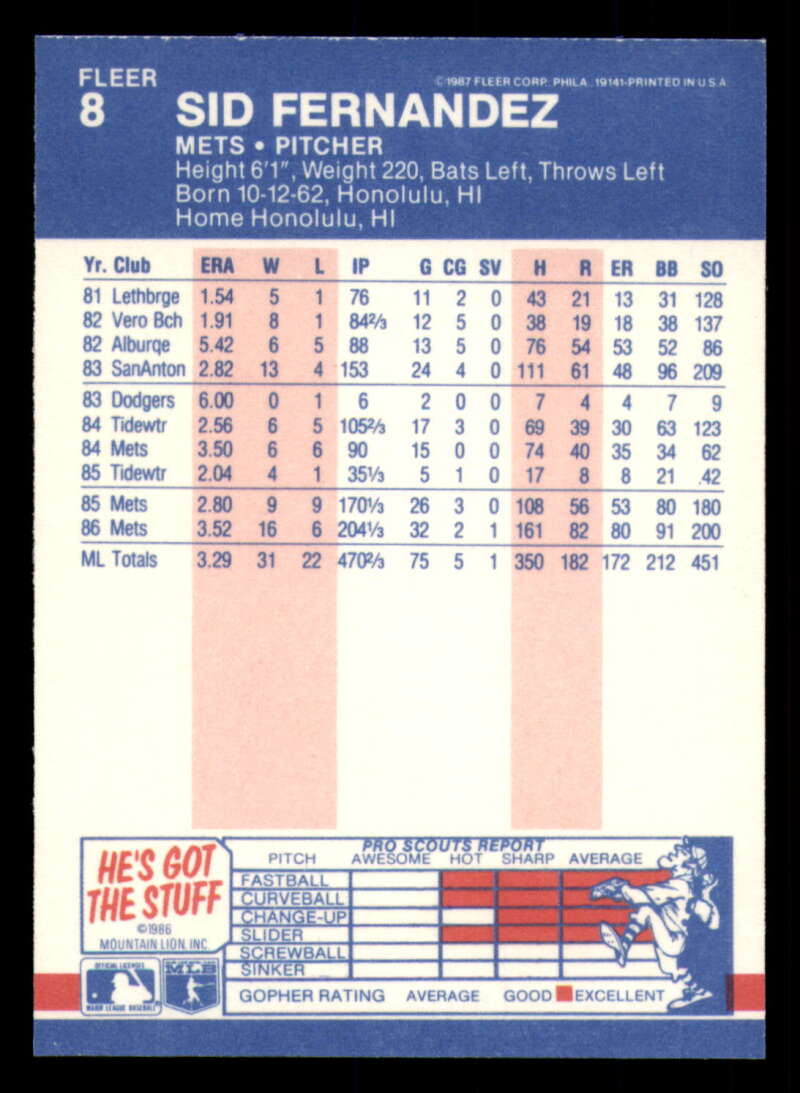 FLEER
©1987 FLEER CORP. PHILA. 19141-PRINTED IN U.S.A.
8 SID FERNANDEZ
METS • PITCHER
Height 6'1", Weight 220, Bats Left, Throws Left
Born 10-12-62, Honolulu, HI
Home Honolulu, HI
Yr. Club ERA W L IP G CG SV H R ER BB SO
81 Lethbrge 1.54 5 1 76 11 2 0 43 21 13 31 128
82 Vero Bch 1.91 8 1 84⅔ 12 5 0 38 19 18 38 137
82 Alburqe 5.42 6 5 88 13 5 0 76 54 53 52 86
83 SanAnton 2.82 13 4 153 24 4 0 111 61 48 96 209
83 Dodgers 6.00 0 1 6 2 0 0 7 4 4 7 9
84 Tidewtr 2.56 6 5 105⅔ 17 3 0 69 39 30 63 123
84 Mets 3.50 6 6 90 15 0 0 74 40 35 34 62
85 Tidewtr 2.04 4 1 35⅓ 5 1 0 17 8 8 21 42
85 Mets 2.80 9 9 170⅓ 26 3 0 108 56 53 80 180
86 Mets 3.52 16 6 204⅓ 32 2 1 161 82 80 91 200
ML Totals 3.29 31 22 470⅔ 75 5 1 350 182 172 212 451
HE'S GOT
THE STUFF
©1986
MOUNTAIN LION, INC.
PRO SCOUTS REPORT
PITCH AWESOME HOT SHARP AVERAGE
FASTBALL
CURVEBALL
CHANGE-UP
SLIDER
SCREWBALL
SINKER
GOPHER RATING AVERAGE GOOD EXCELLENT
OFFICIAL LICENSEE
MAJOR LEAGUE BASEBALL
MLB